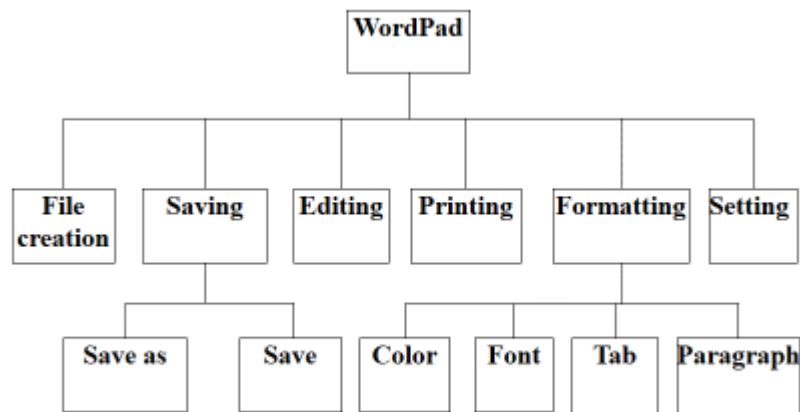 WordPad
File
creation
Saving
Editing
Printing
Formatting
Setting
Save as
Save
Color
Font
Tab
Paragraph